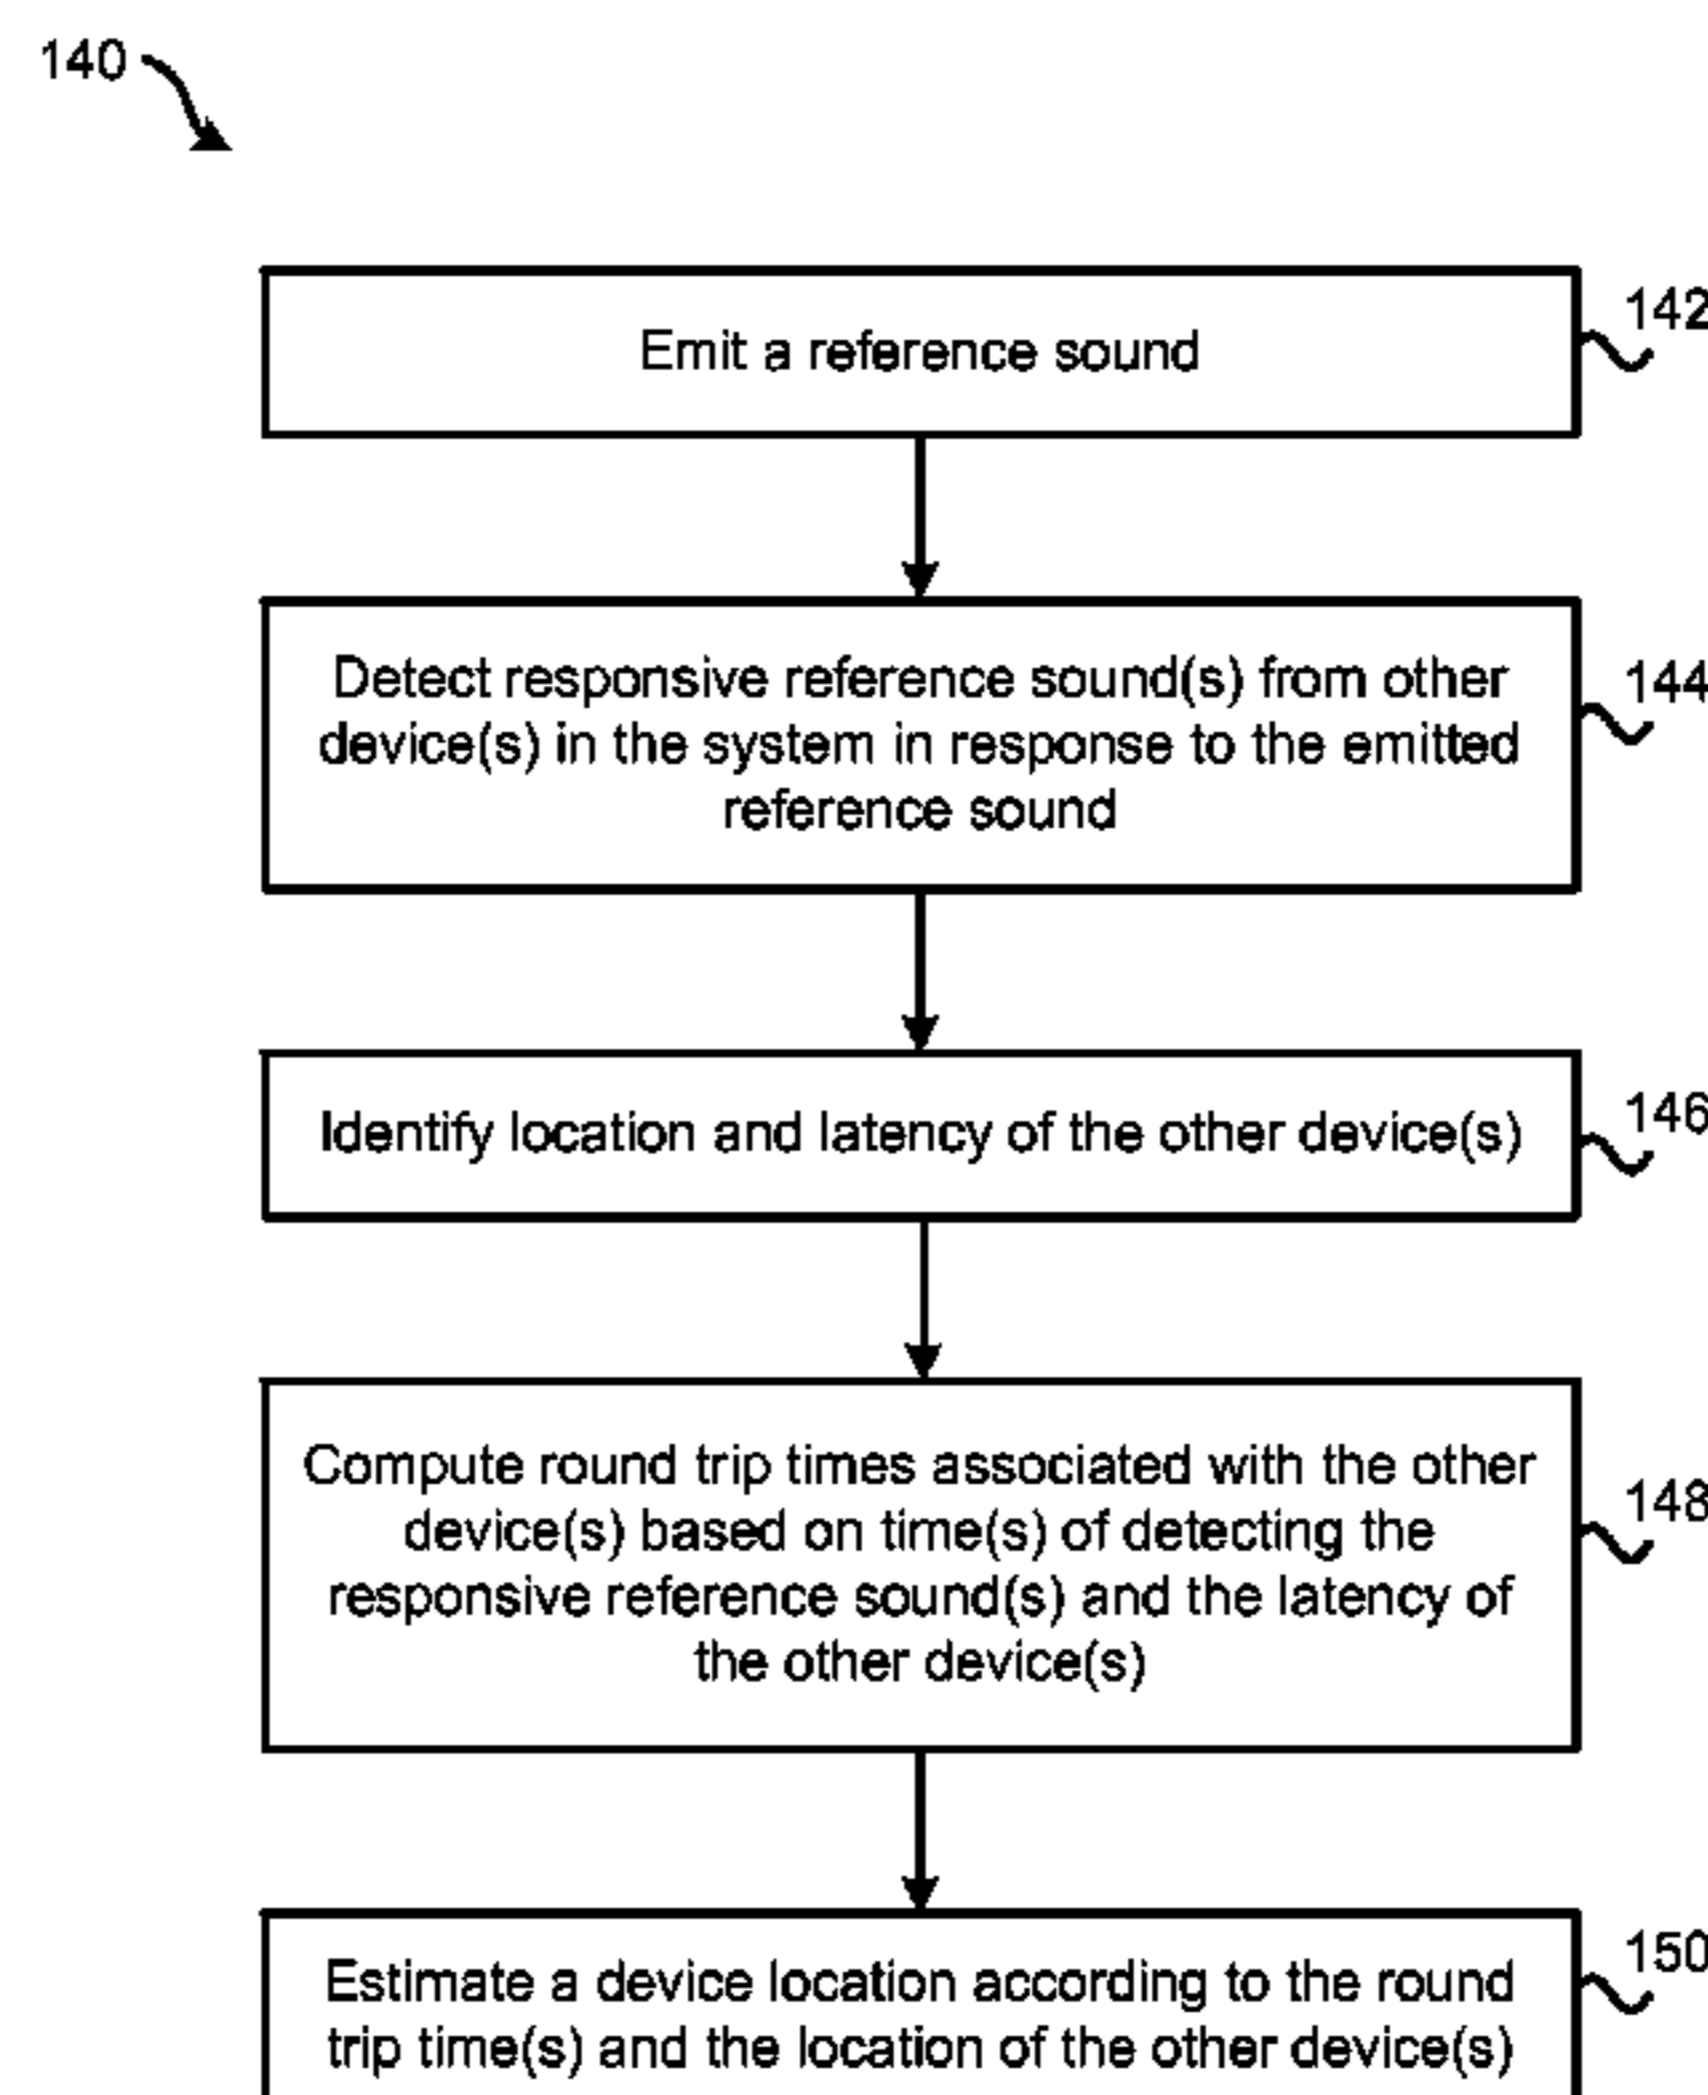 140
Emit a reference sound
142
Detect responsive reference sound(s) from other
device(s) in the system in response to the emitted
reference sound
144
Identify location and latency of the other device(s)
146
Compute round trip times associated with the other
device(s) based on time(s) of detecting the
responsive reference sound(s) and the latency of
the other device(s)
148
Estimate a device location according to the round
trip time(s) and the location of the other device(s)
150